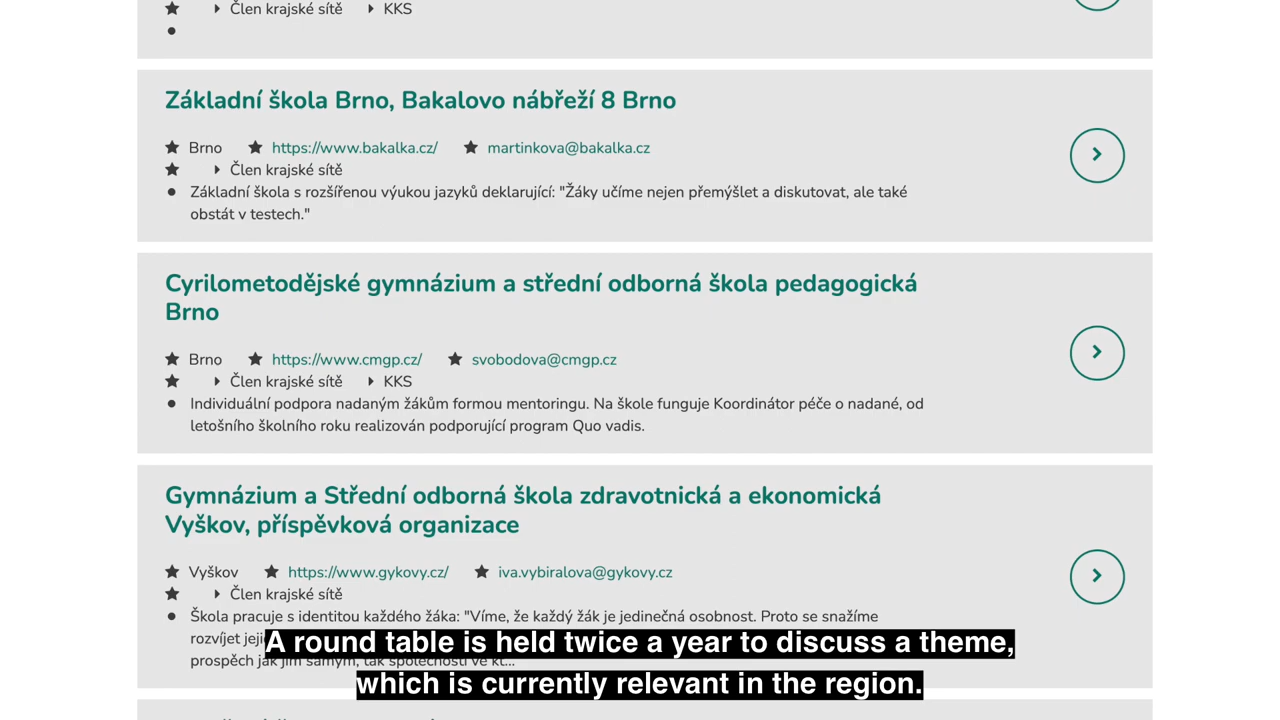 Člen krajské sítě KKS
Základní škola Brno, Bakalovo nábřeží 8 Brno
Brno https://www.bakalka.cz/ martinkova@bakalka.cz
Člen krajské sítě
Základní škola s rozšířenou výukou jazyků deklarující: "Žáky učíme nejen přemýšlet a diskutovat, ale také
obstát v testech."
Cyrilometodějské gymnázium a střední odborná škola pedagogická
Brno
Brno https://www.cmgp.cz/ svobodova@cmgp.cz
Člen krajské sítě KKS
Individuální podpora nadaným žákům formou mentoringu. Na škole funguje Koordinátor péče o nadané, od
letošního školního roku realizován podporující program Quo vadis.
Gymnázium a Střední odborná škola zdravotnická a ekonomická
Vyškov, příspěvková organizace
Vyškov https://www.gykovy.cz/ iva.vybiralova@gykovy.cz
Člen krajské sítě
Škola pracuje s identitou každého žáka: "Víme, že každý žák je jedinečná osobnost. Proto se snažíme
rozvíjet
A round table is held twice a year to discuss a theme,
prospěch jak jim samým, tak společnosti ve kt...
which is currently relevant in the region.